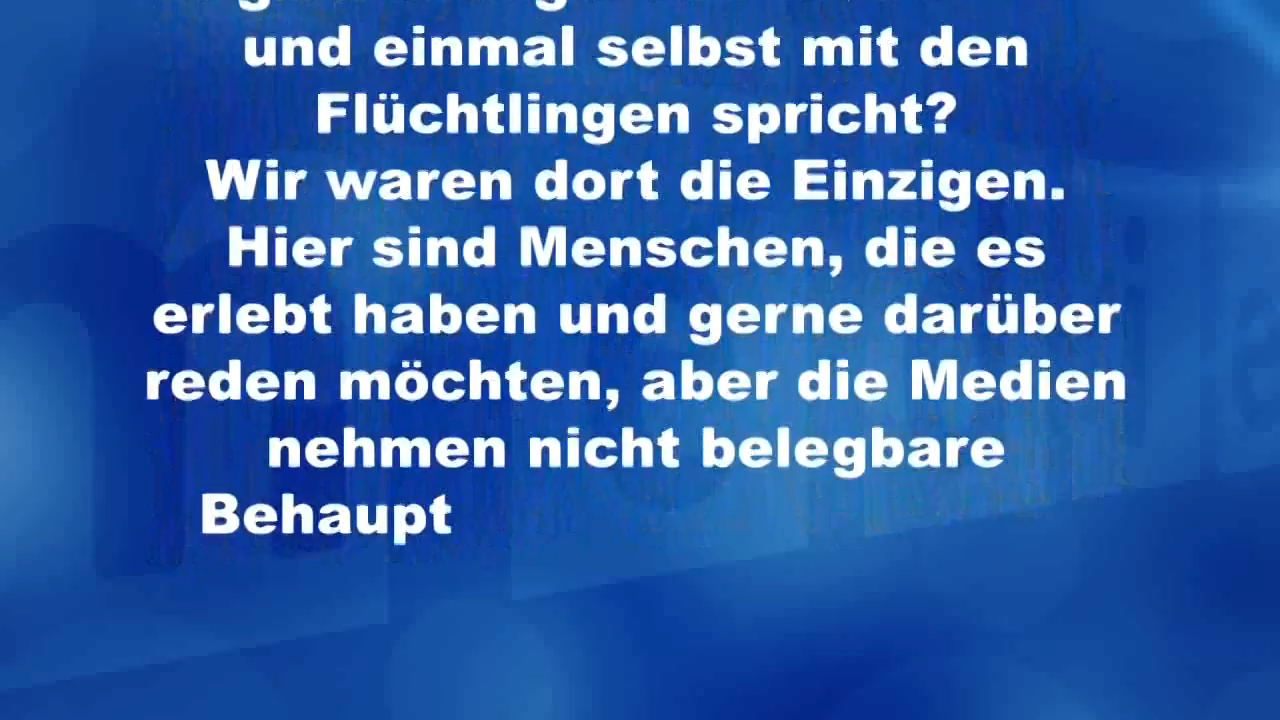 und einmal selbst mit den
Flüchtlingen spricht?
Wir waren dort die Einzigen.
Hier sind Menschen, die es
erlebt haben und gerne darüber
reden möchten, aber die Medien
nehmen nicht belegbare
Behaupt